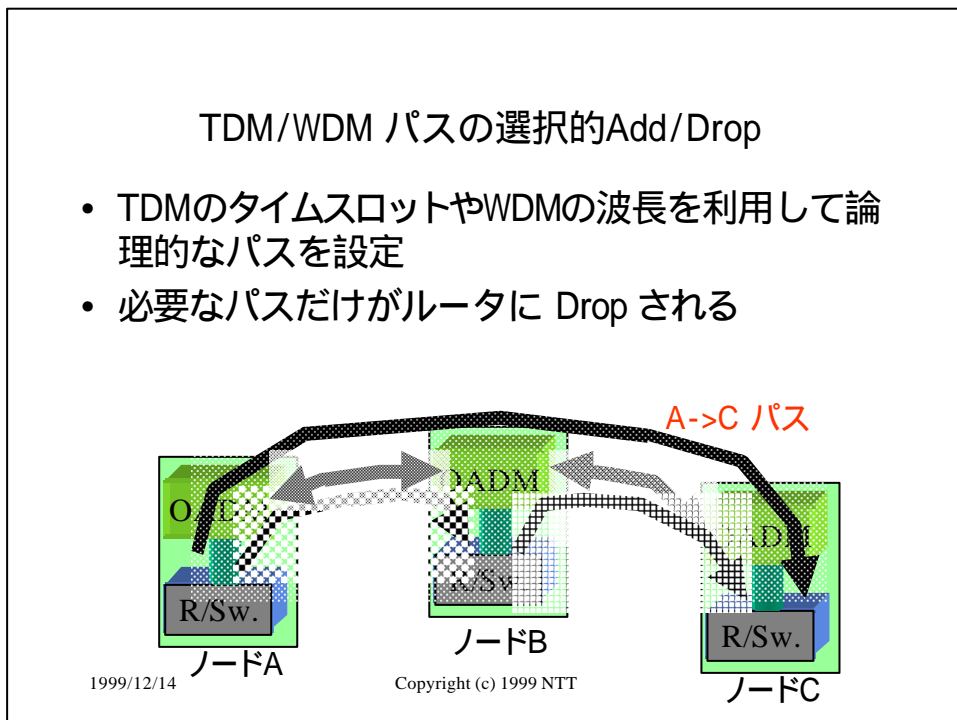 TDM/WDM パスの選択的Add/Drop
• TDMのタイムスロットやWDMの波長を利用して論
理的なパスを設定
• 必要なパスだけがルータに Drop される
A->C パス
OADM
OADM
OADM
R/Sw.
R/Sw.
R/Sw.
ノードA
ノードB
ノードC
1999/12/14
Copyright (c) 1999 NTT